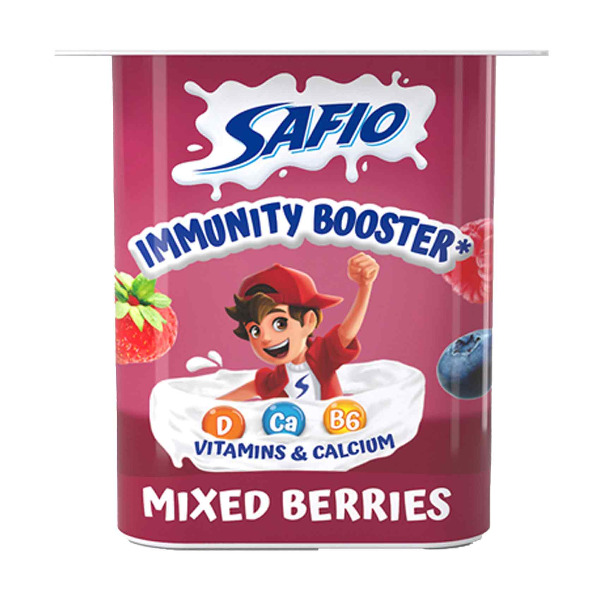 SAFIO
IMMUNITY BOOSTER*
S
D Ca B6
VITAMINS & CALCIUM
MIXED BERRIES